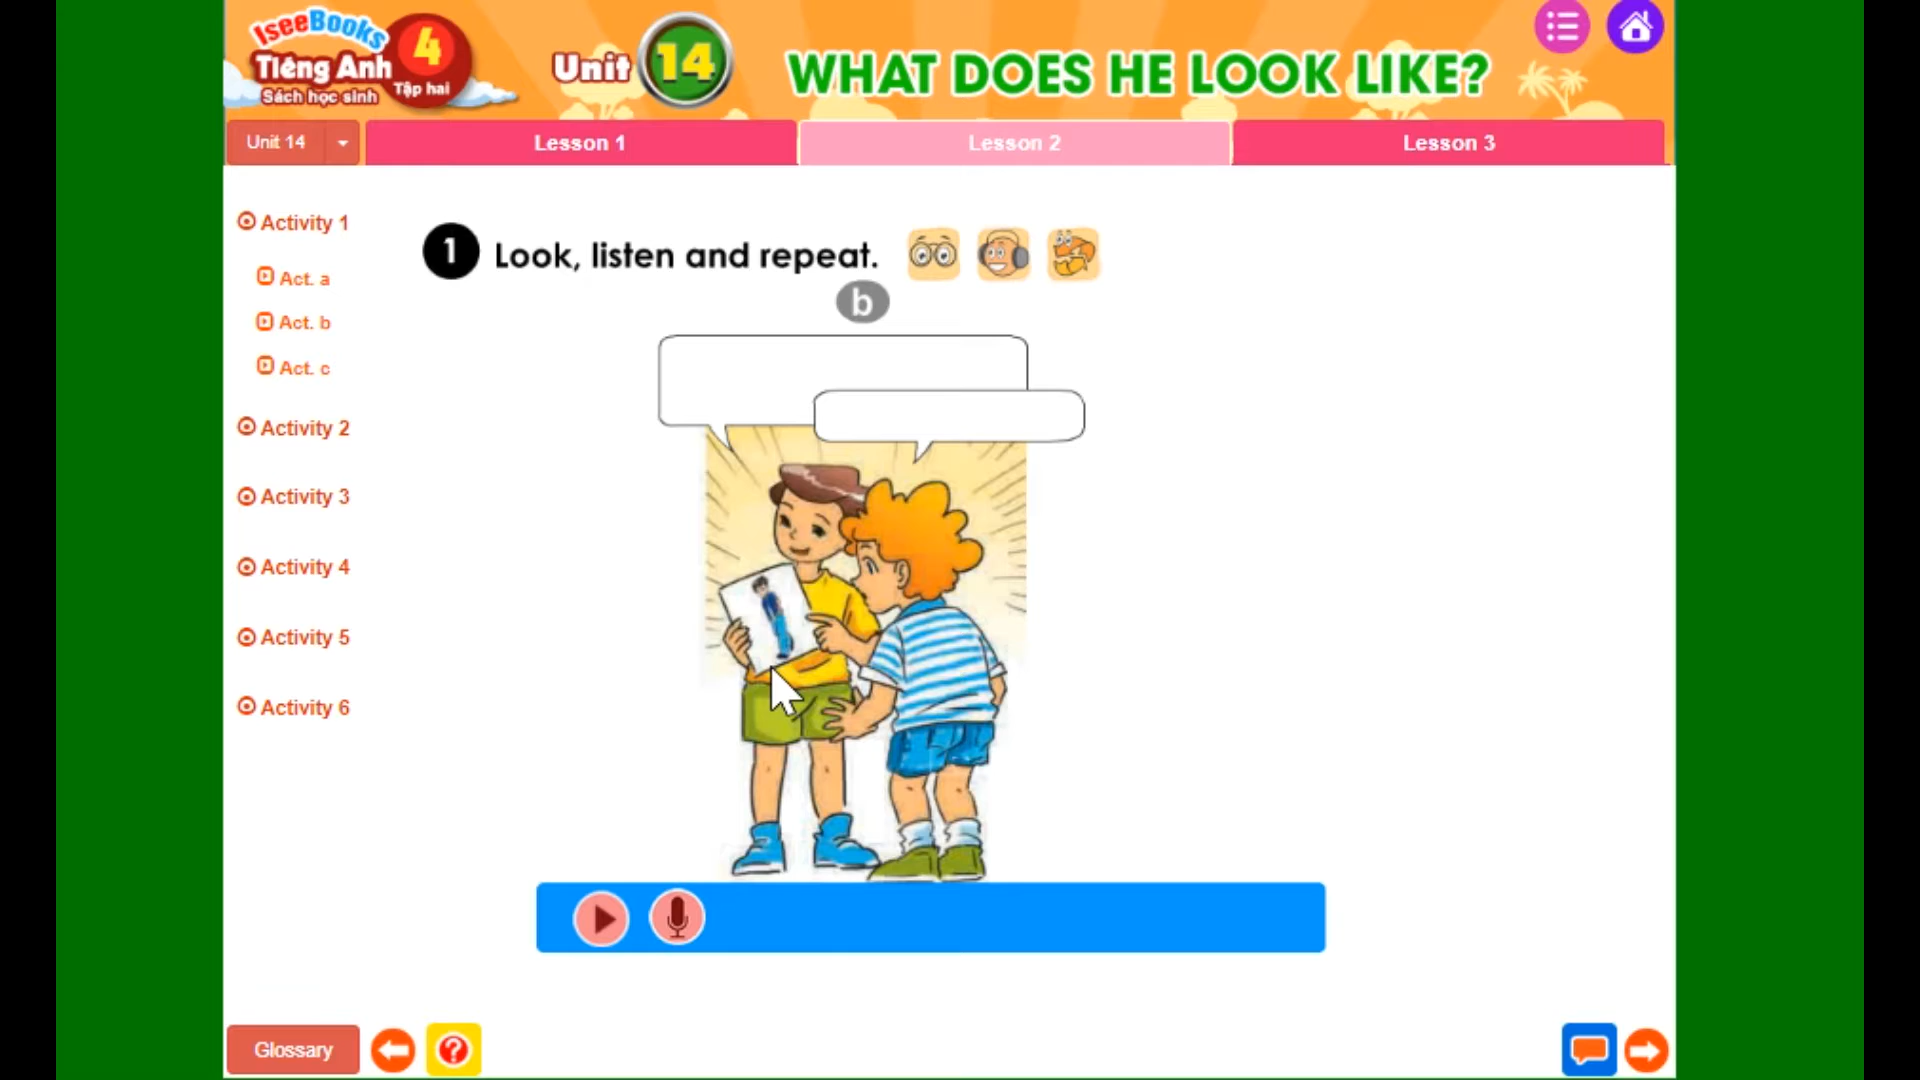 IseeBooks
Tiếng Anh 4
Sách học sinh Tập hai
Unit 14 WHAT DOES HE LOOK LIKE?
Unit 14 Lesson 1 Lesson 2 Lesson 3
Activity 1
Act. a
Act. b
Act. c
Activity 2
Activity 3
Activity 4
Activity 5
Activity 6
1 Look, listen and repeat.
b
Glossary ?